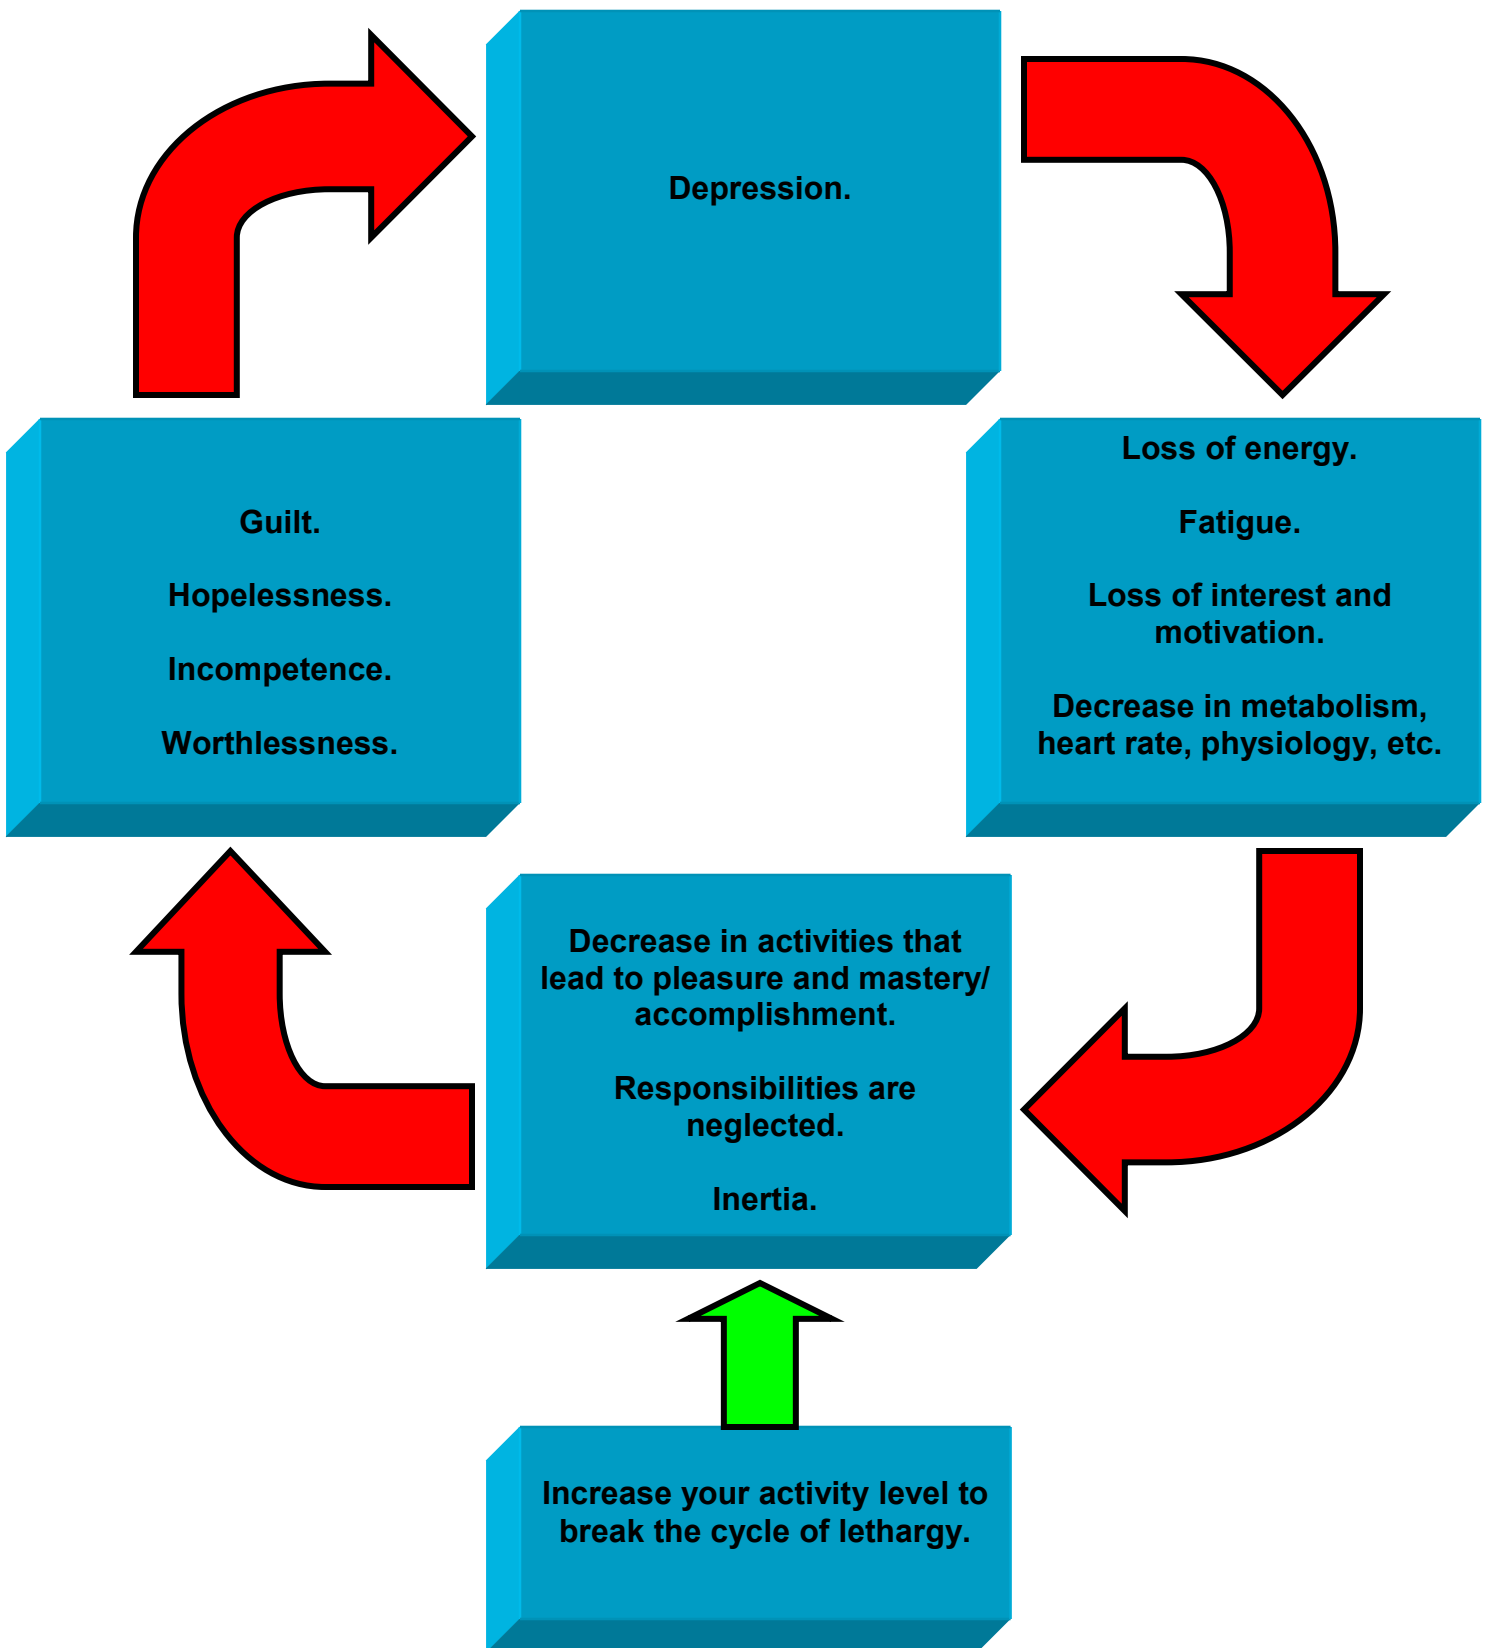 Depression.
Loss of energy.
Fatigue.
Loss of interest and
motivation.
Decrease in metabolism,
heart rate, physiology, etc.
Decrease in activities that
lead to pleasure and mastery/
accomplishment.
Responsibilities are
neglected.
Inertia.
Guilt.
Hopelessness.
Incompetence.
Worthlessness.
Increase your activity level to
break the cycle of lethargy.